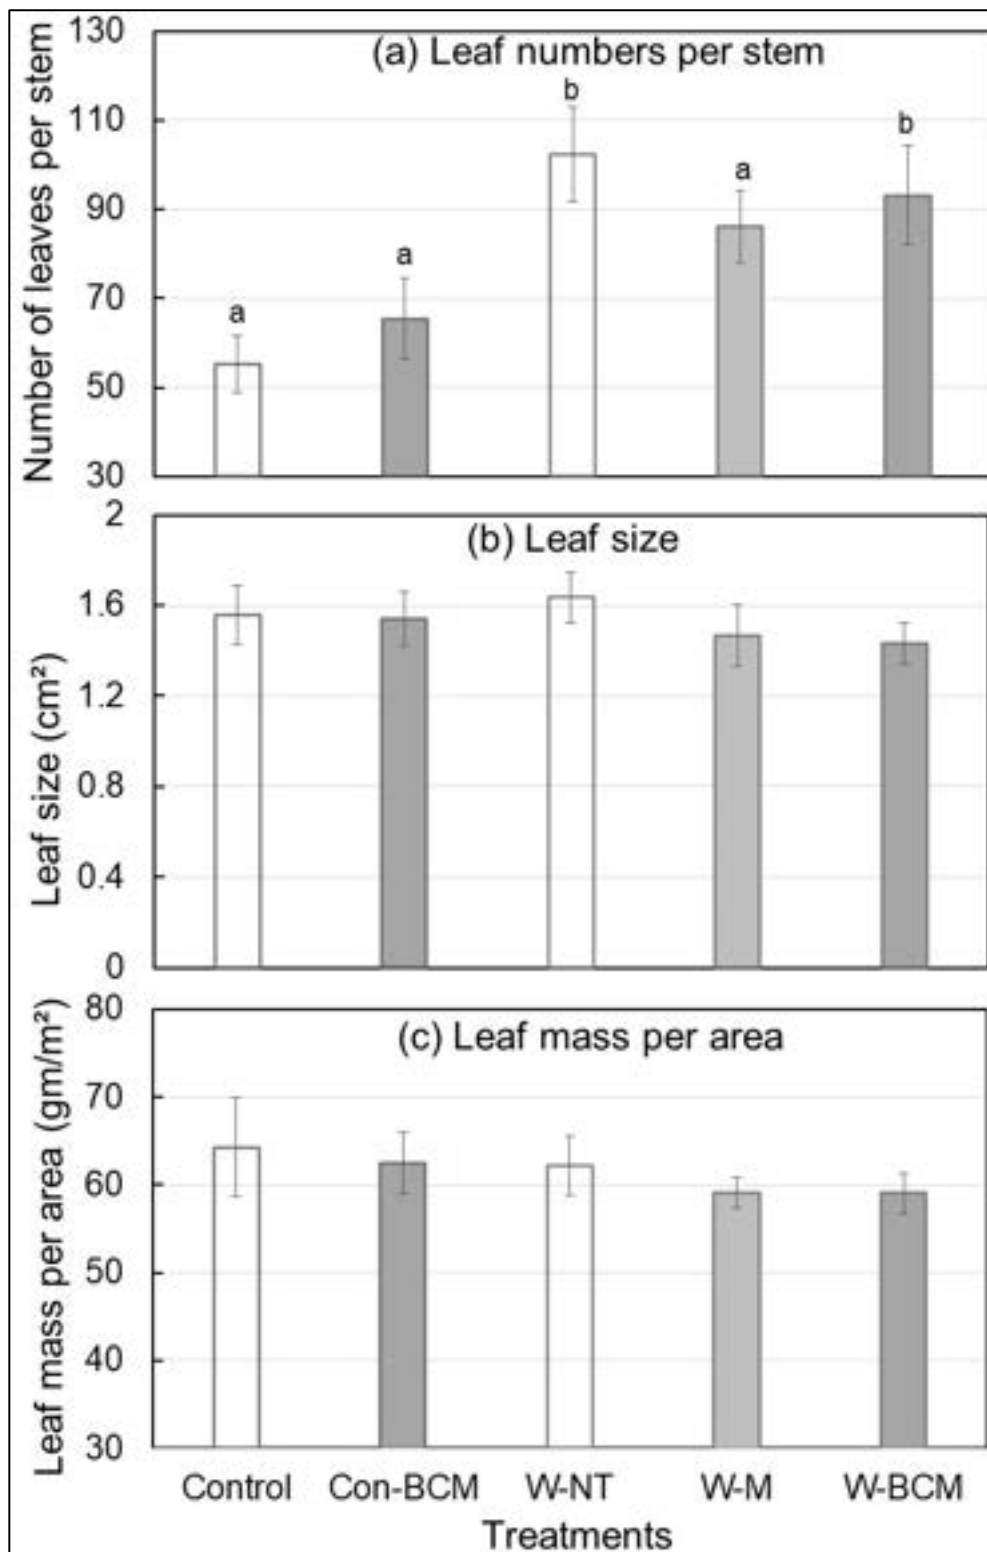 (a) Leaf numbers per stem
Number of leaves per stem
130
110
90
70
50
30
a
a
b
a
b
(b) Leaf size
Leaf size (cm²)
2
1.6
1.2
0.8
0.4
0
(c) Leaf mass per area
Leaf mass per area (gm/m²)
80
70
60
50
40
30
Control Con-BCM W-NT W-M W-BCM
Treatments